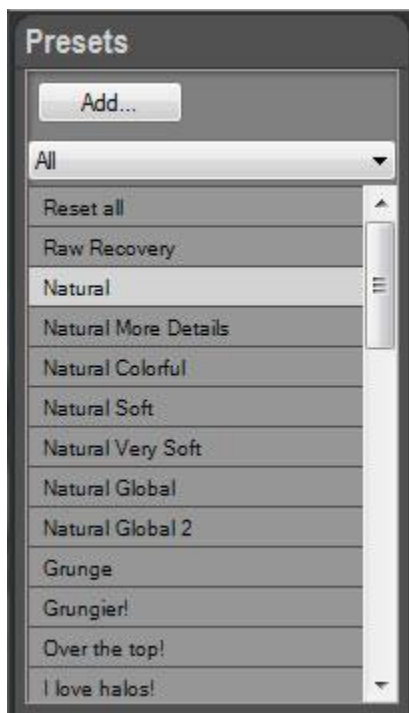 Presets
Add...
All
Reset all
Raw Recovery
Natural
Natural More Details
Natural Colorful
Natural Soft
Natural Very Soft
Natural Global
Natural Global 2
Grunge
Grungier!
Over the top!
I love halos!